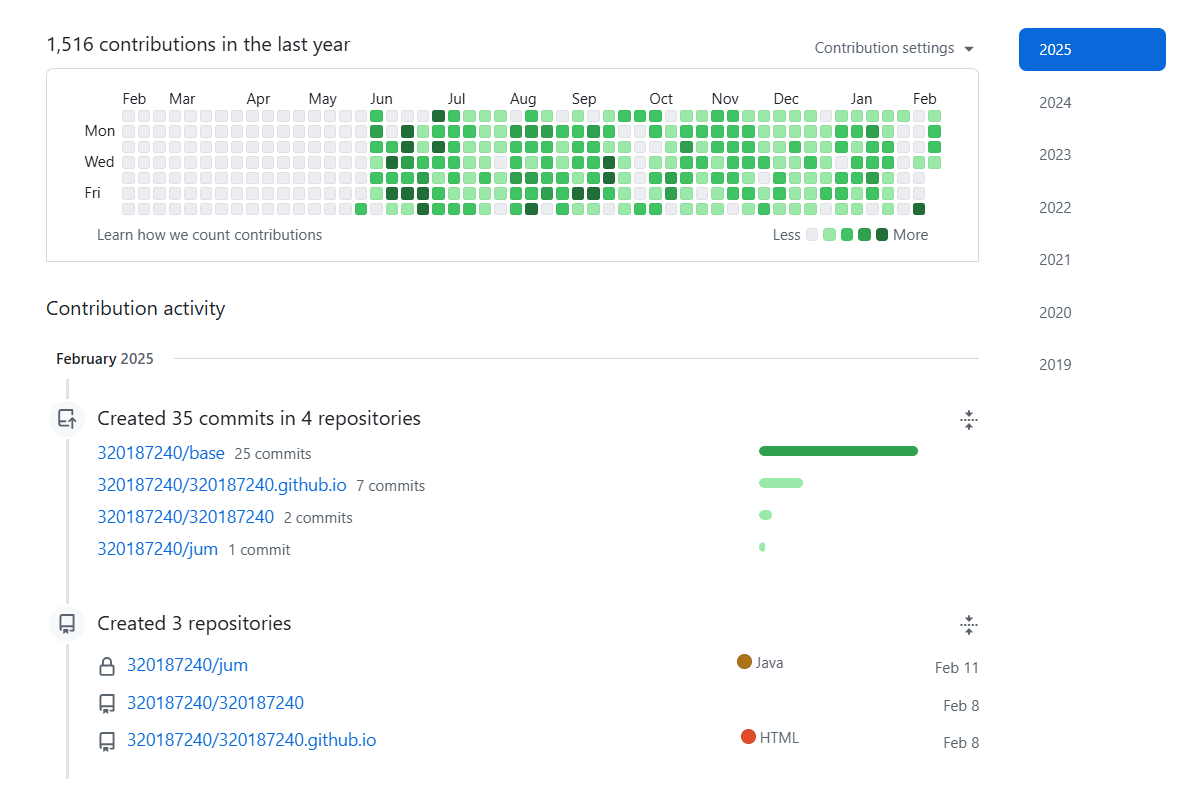 1,516 contributions in the last year
Contribution settings
2025
2024
2023
2022
2021
2020
2019
Feb Mar Apr May Jun Jul Aug Sep Oct Nov Dec Jan Feb
Mon
Wed
Fri
Learn how we count contributions
Less More
Contribution activity
February 2025
Created 35 commits in 4 repositories
320187240/base 25 commits
320187240/320187240.github.io 7 commits
320187240/320187240 2 commits
320187240/jum 1 commit
Created 3 repositories
320187240/jum Java Feb 11
320187240/320187240 Feb 8
320187240/320187240.github.io HTML Feb 8